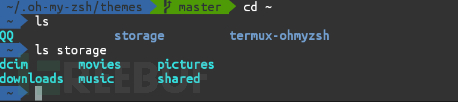 ~/.oh-my-zsh/themes master cd ~
ls
QQ storage termux-ohmyzsh
ls storage
dcim movies pictures
downloads music shared